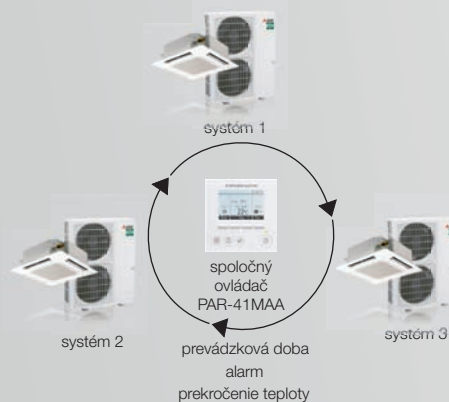 systém 1
spoločný
ovládač
PAR-41MAA
systém 2
systém 3
prevádzková doba
alarm
prekročenie teploty